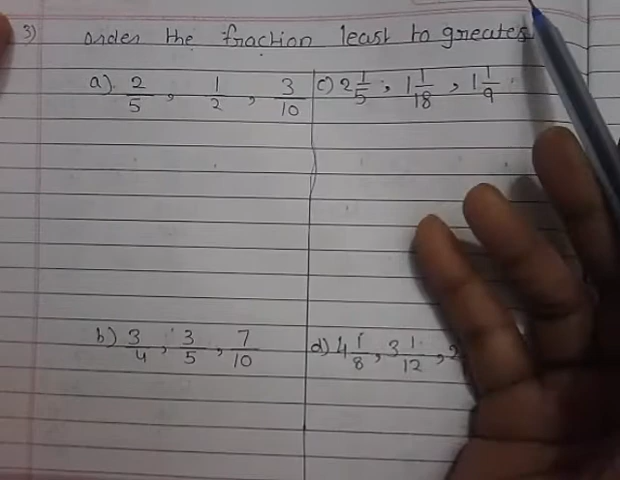 3) order the fraction least to greates
a) 2/5, 1/2, 3/10
c) 2 1/5, 1 1/18, 1 1/9
b) 3/4, 3/5, 7/10
d) 4 1/8, 3 1/12, 2